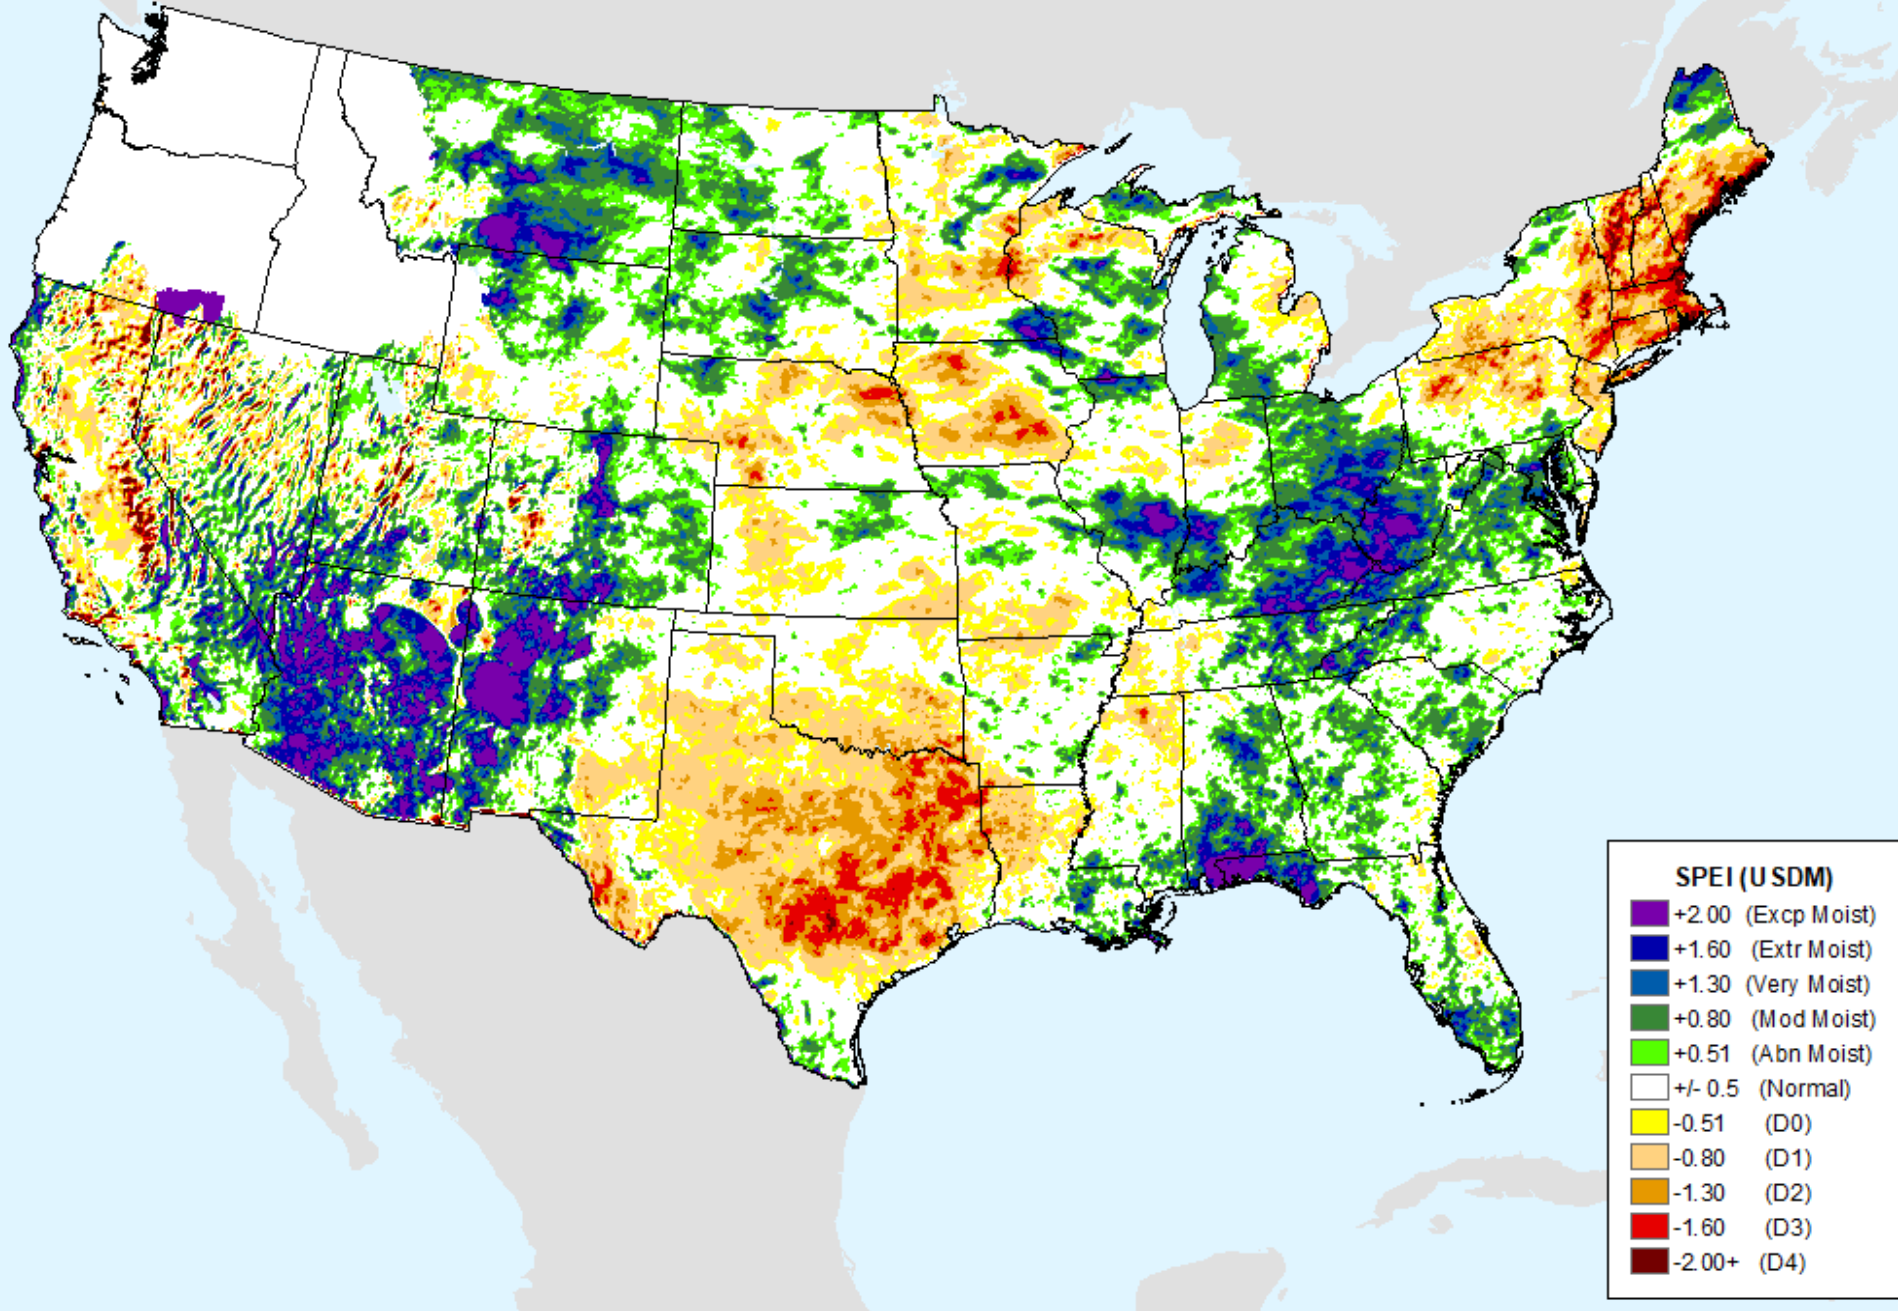 SPEI (USDM)
+2.00 (Excp Moist)
+1.60 (Extr Moist)
+1.30 (Very Moist)
+0.80 (Mod Moist)
+0.51 (Abn Moist)
+/- 0.5 (Normal)
-0.51 (D0)
-0.80 (D1)
-1.30 (D2)
-1.60 (D3)
-2.00+ (D4)